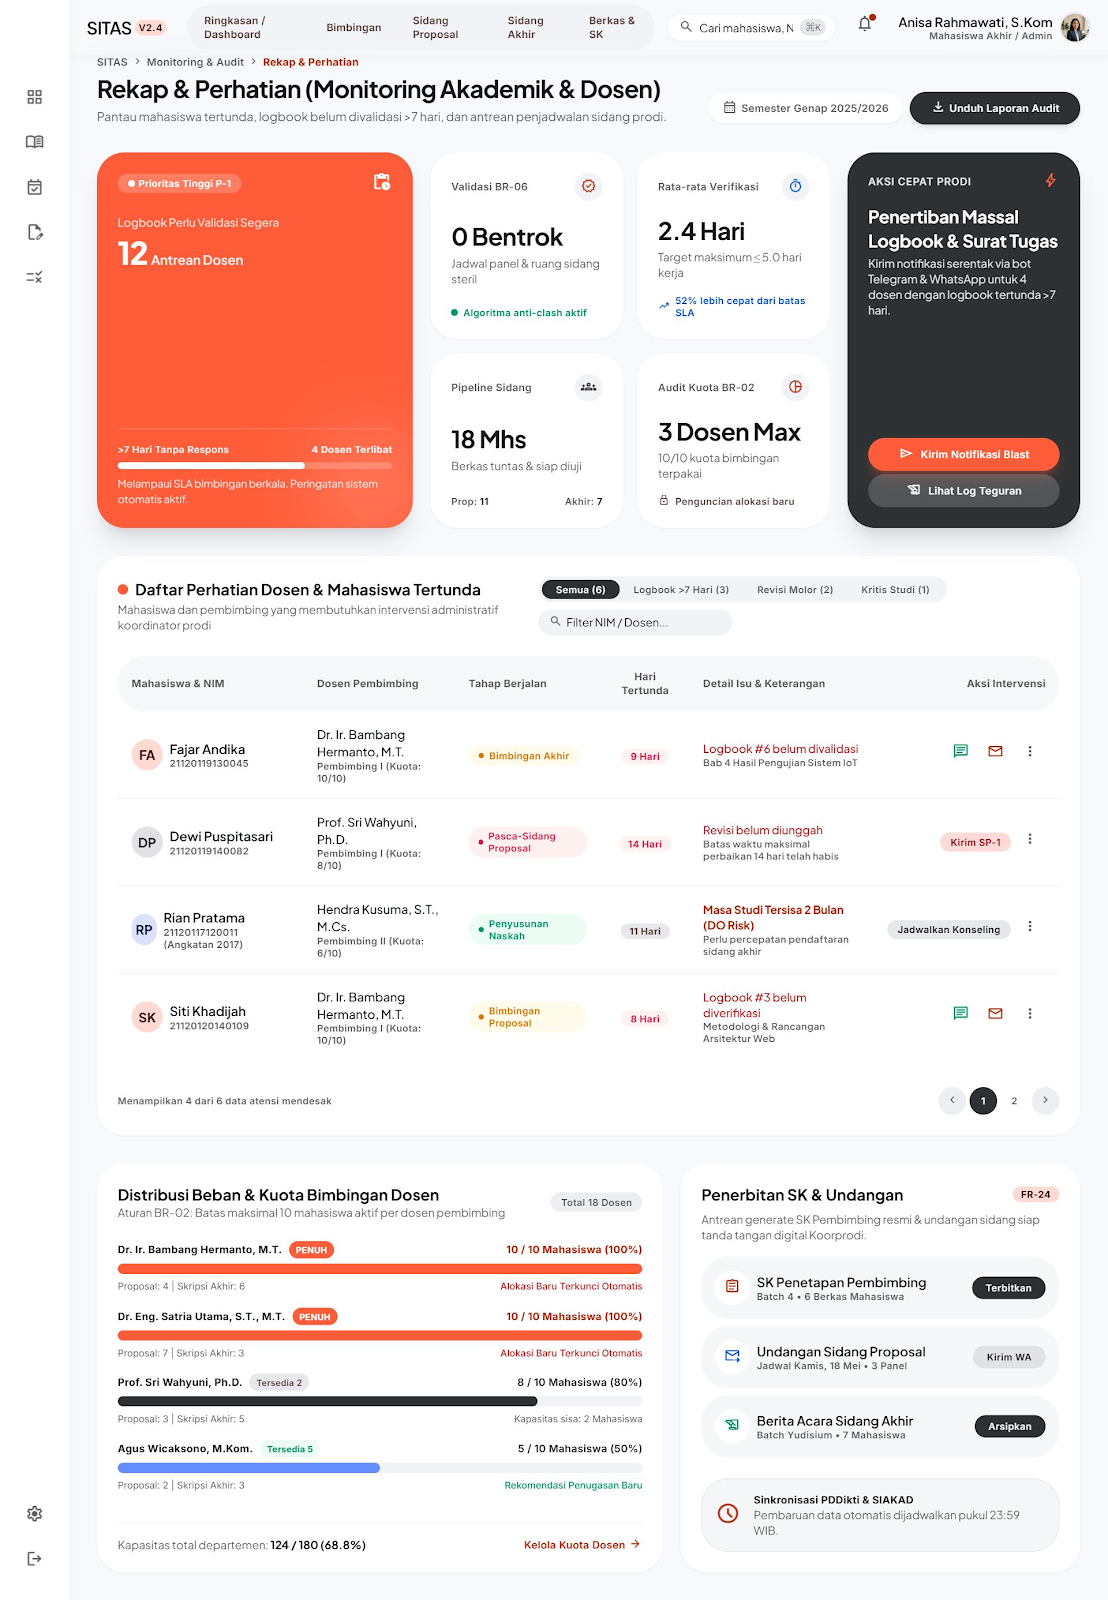 SITAS V2.4
Ringkasan /
Dashboard
Bimbingan
Sidang
Proposal
Sidang
Akhir
Berkas &
SK
Cari mahasiswa, N
⌘K
Anisa Rahmawati, S.Kom
Mahasiswa Akhir / Admin
SITAS > Monitoring & Audit > Rekap & Perhatian
Rekap & Perhatian (Monitoring Akademik & Dosen)
Pantau mahasiswa tertunda, logbook belum divalidasi >7 hari, dan antrean penjadwalan sidang prodi.
Semester Genap 2025/2026
Unduh Laporan Audit
Prioritas Tinggi P-1
Logbook Perlu Validasi Segera
12 Antrean Dosen
>7 Hari Tanpa Respons
4 Dosen Terlibat
Melampaui SLA bimbingan berkala. Peringatan sistem
otomatis aktif.
Validasi BR-06
0 Bentrok
Jadwal panel & ruang sidang
steril
Algoritma anti-clash aktif
Rata-rata Verifikasi
2.4 Hari
Target maksimum ≤ 5.0 hari
kerja
52% lebih cepat dari batas
SLA
Pipeline Sidang
18 Mhs
Berkas tuntas & siap diuji
Prop: 11
Akhir: 7
Audit Kuota BR-02
3 Dosen Max
10/10 kuota bimbingan
terpakai
Penguncian alokasi baru
AKSI CEPAT PRODI
Penertiban Massal
Logbook & Surat Tugas
Kirim notifikasi serentak via bot
Telegram & WhatsApp untuk 4
dosen dengan logbook tertunda >7
hari.
Kirim Notifikasi Blast
Lihat Log Teguran
Daftar Perhatian Dosen & Mahasiswa Tertunda
Mahasiswa dan pembimbing yang membutuhkan intervensi administratif
koordinator prodi
Semua (6)
Logbook >7 Hari (3)
Revisi Molor (2)
Kritis Studi (1)
Filter NIM / Dosen...
Mahasiswa & NIM
Dosen Pembimbing
Tahap Berjalan
Hari
Tertunda
Detail Isu & Keterangan
Aksi Intervensi
FA
Fajar Andika
21120119130045
Dr. Ir. Bambang
Hermanto, M.T.
Pembimbing I (Kuota:
10/10)
Bimbingan Akhir
9 Hari
Logbook #6 belum divalidasi
Bab 4 Hasil Pengujian Sistem IoT
DP
Dewi Puspitasari
21120119140082
Prof. Sri Wahyuni,
Ph.D.
Pembimbing I (Kuota:
8/10)
Pasca-Sidang
Proposal
14 Hari
Revisi belum diunggah
Batas waktu maksimal
perbaikan 14 hari telah habis
Kirim SP-1
RP
Rian Pratama
21120117120011
(Angkatan 2017)
Hendra Kusuma, S.T.,
M.Cs.
Pembimbing II (Kuota:
6/10)
Penyusunan
Naskah
11 Hari
Masa Studi Tersisa 2 Bulan
(DO Risk)
Perlu percepatan pendaftaran
sidang akhir
Jadwalkan Konseling
SK
Siti Khadijah
21120120140109
Dr. Ir. Bambang
Hermanto, M.T.
Pembimbing I (Kuota:
10/10)
Bimbingan
Proposal
8 Hari
Logbook #3 belum
diverifikasi
Metodologi & Rancangan
Arsitektur Web
Menampilkan 4 dari 6 data atensi mendesak
1
2
Distribusi Beban & Kuota Bimbingan Dosen
Aturan BR-02: Batas maksimal 10 mahasiswa aktif per dosen pembimbing
Total 18 Dosen
Dr. Ir. Bambang Hermanto, M.T. PENUH
10 / 10 Mahasiswa (100%)
Proposal: 4 | Skripsi Akhir: 6
Alokasi Baru Terkunci Otomatis
Dr. Eng. Satria Utama, S.T., M.T. PENUH
10 / 10 Mahasiswa (100%)
Proposal: 7 | Skripsi Akhir: 3
Alokasi Baru Terkunci Otomatis
Prof. Sri Wahyuni, Ph.D. Tersedia 2
8 / 10 Mahasiswa (80%)
Proposal: 3 | Skripsi Akhir: 5
Kapasitas sisa: 2 Mahasiswa
Agus Wicaksono, M.Kom. Tersedia 5
5 / 10 Mahasiswa (50%)
Proposal: 2 | Skripsi Akhir: 3
Rekomendasi Penugasan Baru
Kapasitas total departemen: 124 / 180 (68.8%)
Kelola Kuota Dosen →
Penerbitan SK & Undangan
FR-24
Antrean generate SK Pembimbing resmi & undangan sidang siap
tanda tangan digital Koorprodi.
SK Penetapan Pembimbing
Batch 4 • 6 Berkas Mahasiswa
Terbitkan
Undangan Sidang Proposal
Jadwal Kamis, 18 Mei • 3 Panel
Kirim WA
Berita Acara Sidang Akhir
Batch Yudisium • 7 Mahasiswa
Arsipkan
Sinkronisasi PDDikti & SIAKAD
Pembaruan data otomatis dijadwalkan pukul 23:59
WIB.